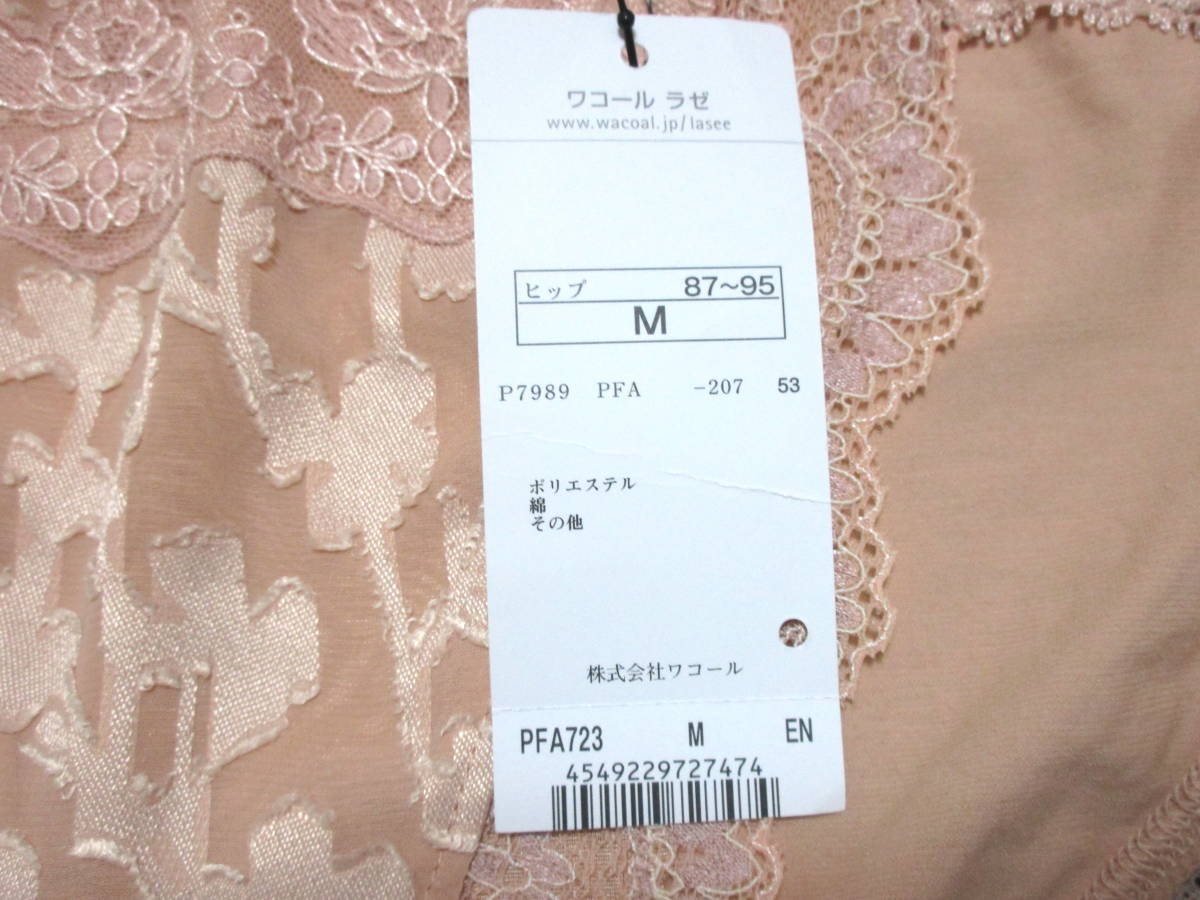 ワコール ラゼ
www.wacoal.jp/lasee
ヒップ 87~95
M
P7989 PFA -207 53
ポリエステル
綿
その他
株式会社ワコール
PFA723 M EN
4549229727474